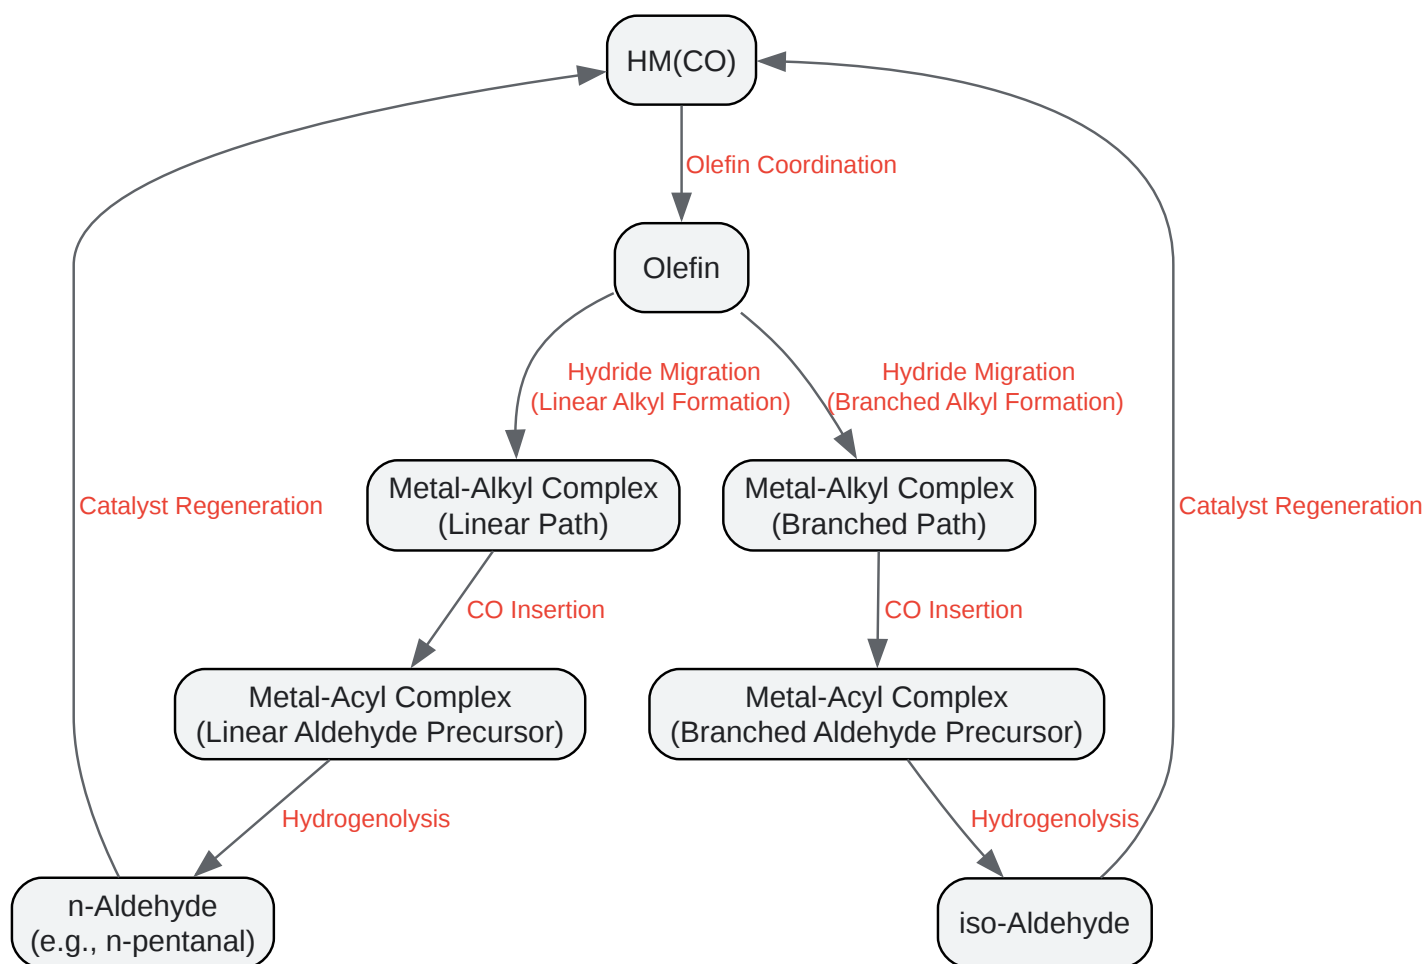 HM(CO)
Olefin Coordination
Olefin
Hydride Migration
(Linear Alkyl Formation)
Hydride Migration
(Branched Alkyl Formation)
Metal-Alkyl Complex
(Linear Path)
Metal-Alkyl Complex
(Branched Path)
Catalyst Regeneration
Catalyst Regeneration
CO Insertion
CO Insertion
Metal-Acyl Complex
(Linear Aldehyde Precursor)
Metal-Acyl Complex
(Branched Aldehyde Precursor)
Hydrogenolysis
Hydrogenolysis
n-Aldehyde
(e.g., n-pentanal)
iso-Aldehyde